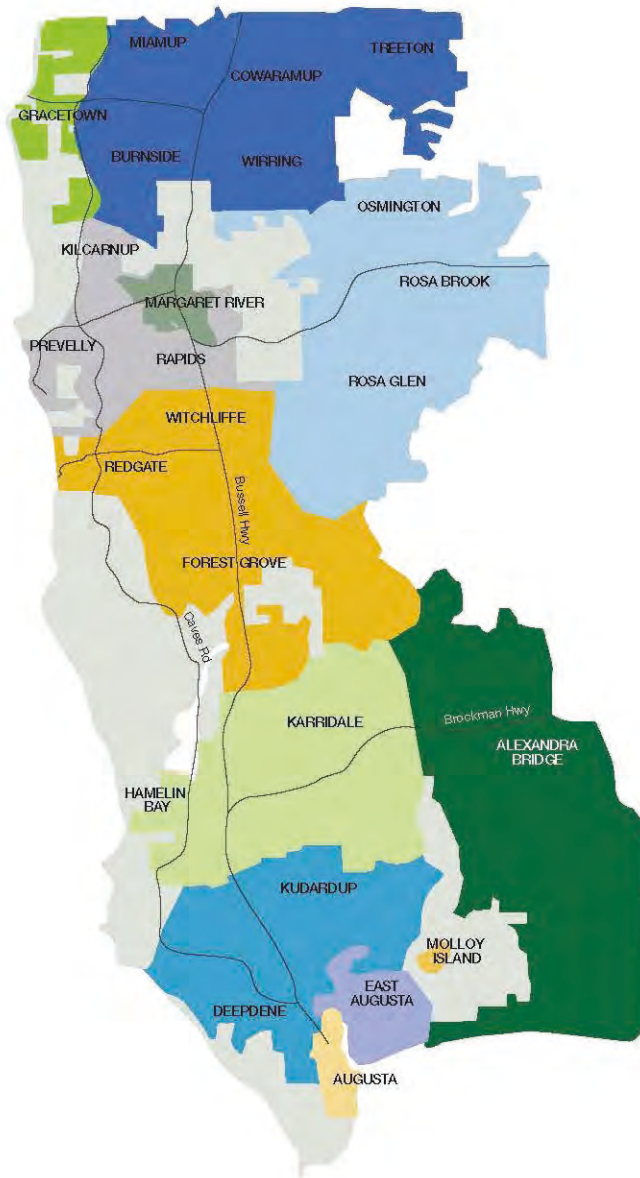 MIAMUP
TREETON
COWARAMUP
GRACETOWN
BURNSIDE
WIRRING
OSMINGTON
KILCARNUP
ROSA BROOK
MARGARET RIVER
PREVELLY
RAPIDS
ROSA GLEN
WITCHLIFFE
REDGATE
Bussell Hwy
FOREST GROVE
Caves Rd
KARRIDALE
Brockman Hwy
ALEXANDRA
BRIDGE
HAMELIN
BAY
KUDARDUP
MOLLOY
ISLAND
EAST
AUGUSTA
DEEPDENE
AUGUSTA